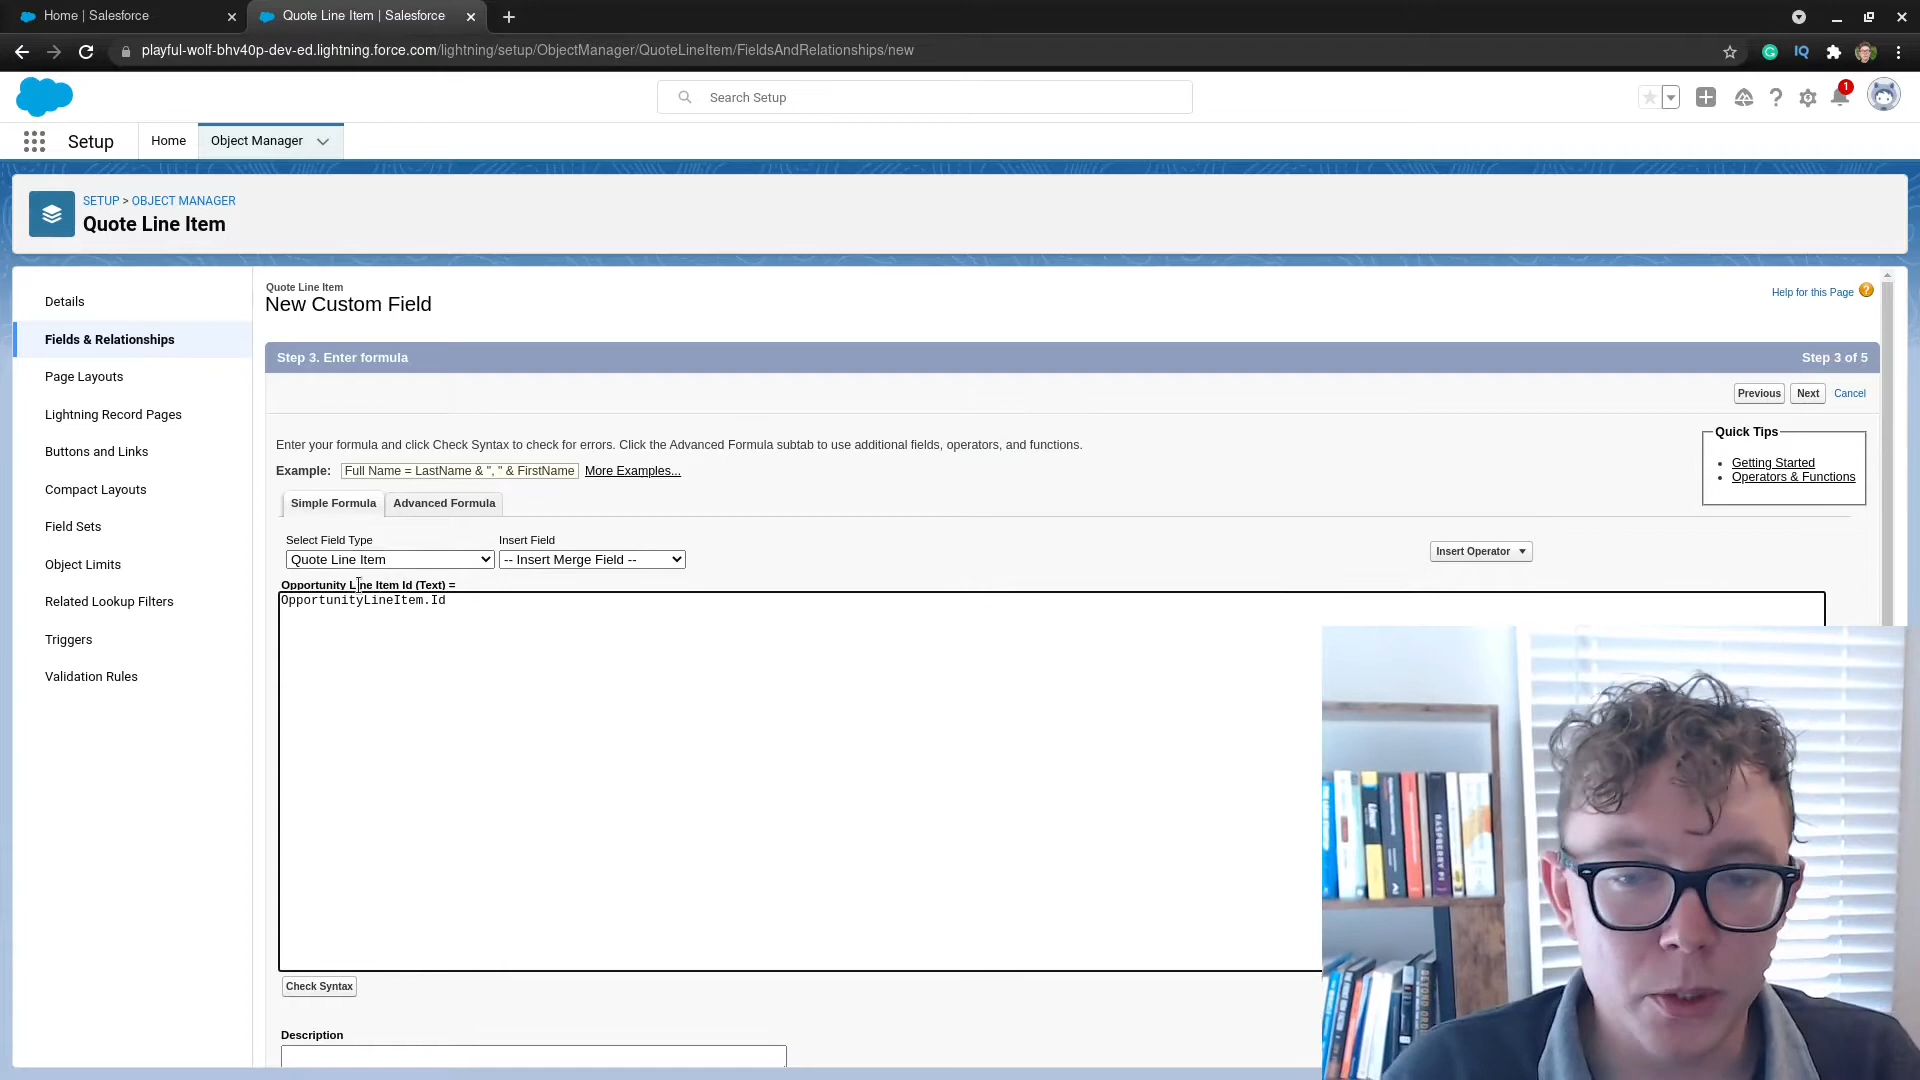 Home | Salesforce
Quote Line Item | Salesforce
playful-wolf-bhv40p-dev-ed.lightning.force.com/lightning/setup/ObjectManager/QuoteLineItem/FieldsAndRelationships/new
IQ
Search Setup
1
Setup
Home
Object Manager
SETUP > OBJECT MANAGER
Quote Line Item
Details
Fields & Relationships
Page Layouts
Lightning Record Pages
Buttons and Links
Compact Layouts
Field Sets
Object Limits
Related Lookup Filters
Triggers
Validation Rules
Quote Line Item
New Custom Field
Help for this Page
Step 3. Enter formula
Step 3 of 5
Previous
Next
Cancel
Enter your formula and click Check Syntax to check for errors. Click the Advanced Formula subtab to use additional fields, operators, and functions.
Example: Full Name = LastName & ", " & FirstName More Examples...
Quick Tips
Getting Started
Operators & Functions
Simple Formula
Advanced Formula
Select Field Type
Insert Field
Quote Line Item
-- Insert Merge Field --
Insert Operator
Opportunity Line Item Id (Text) =
OpportunityLineItem.Id
Check Syntax
Description
RASPBERRY PI
BEYOND ORDER